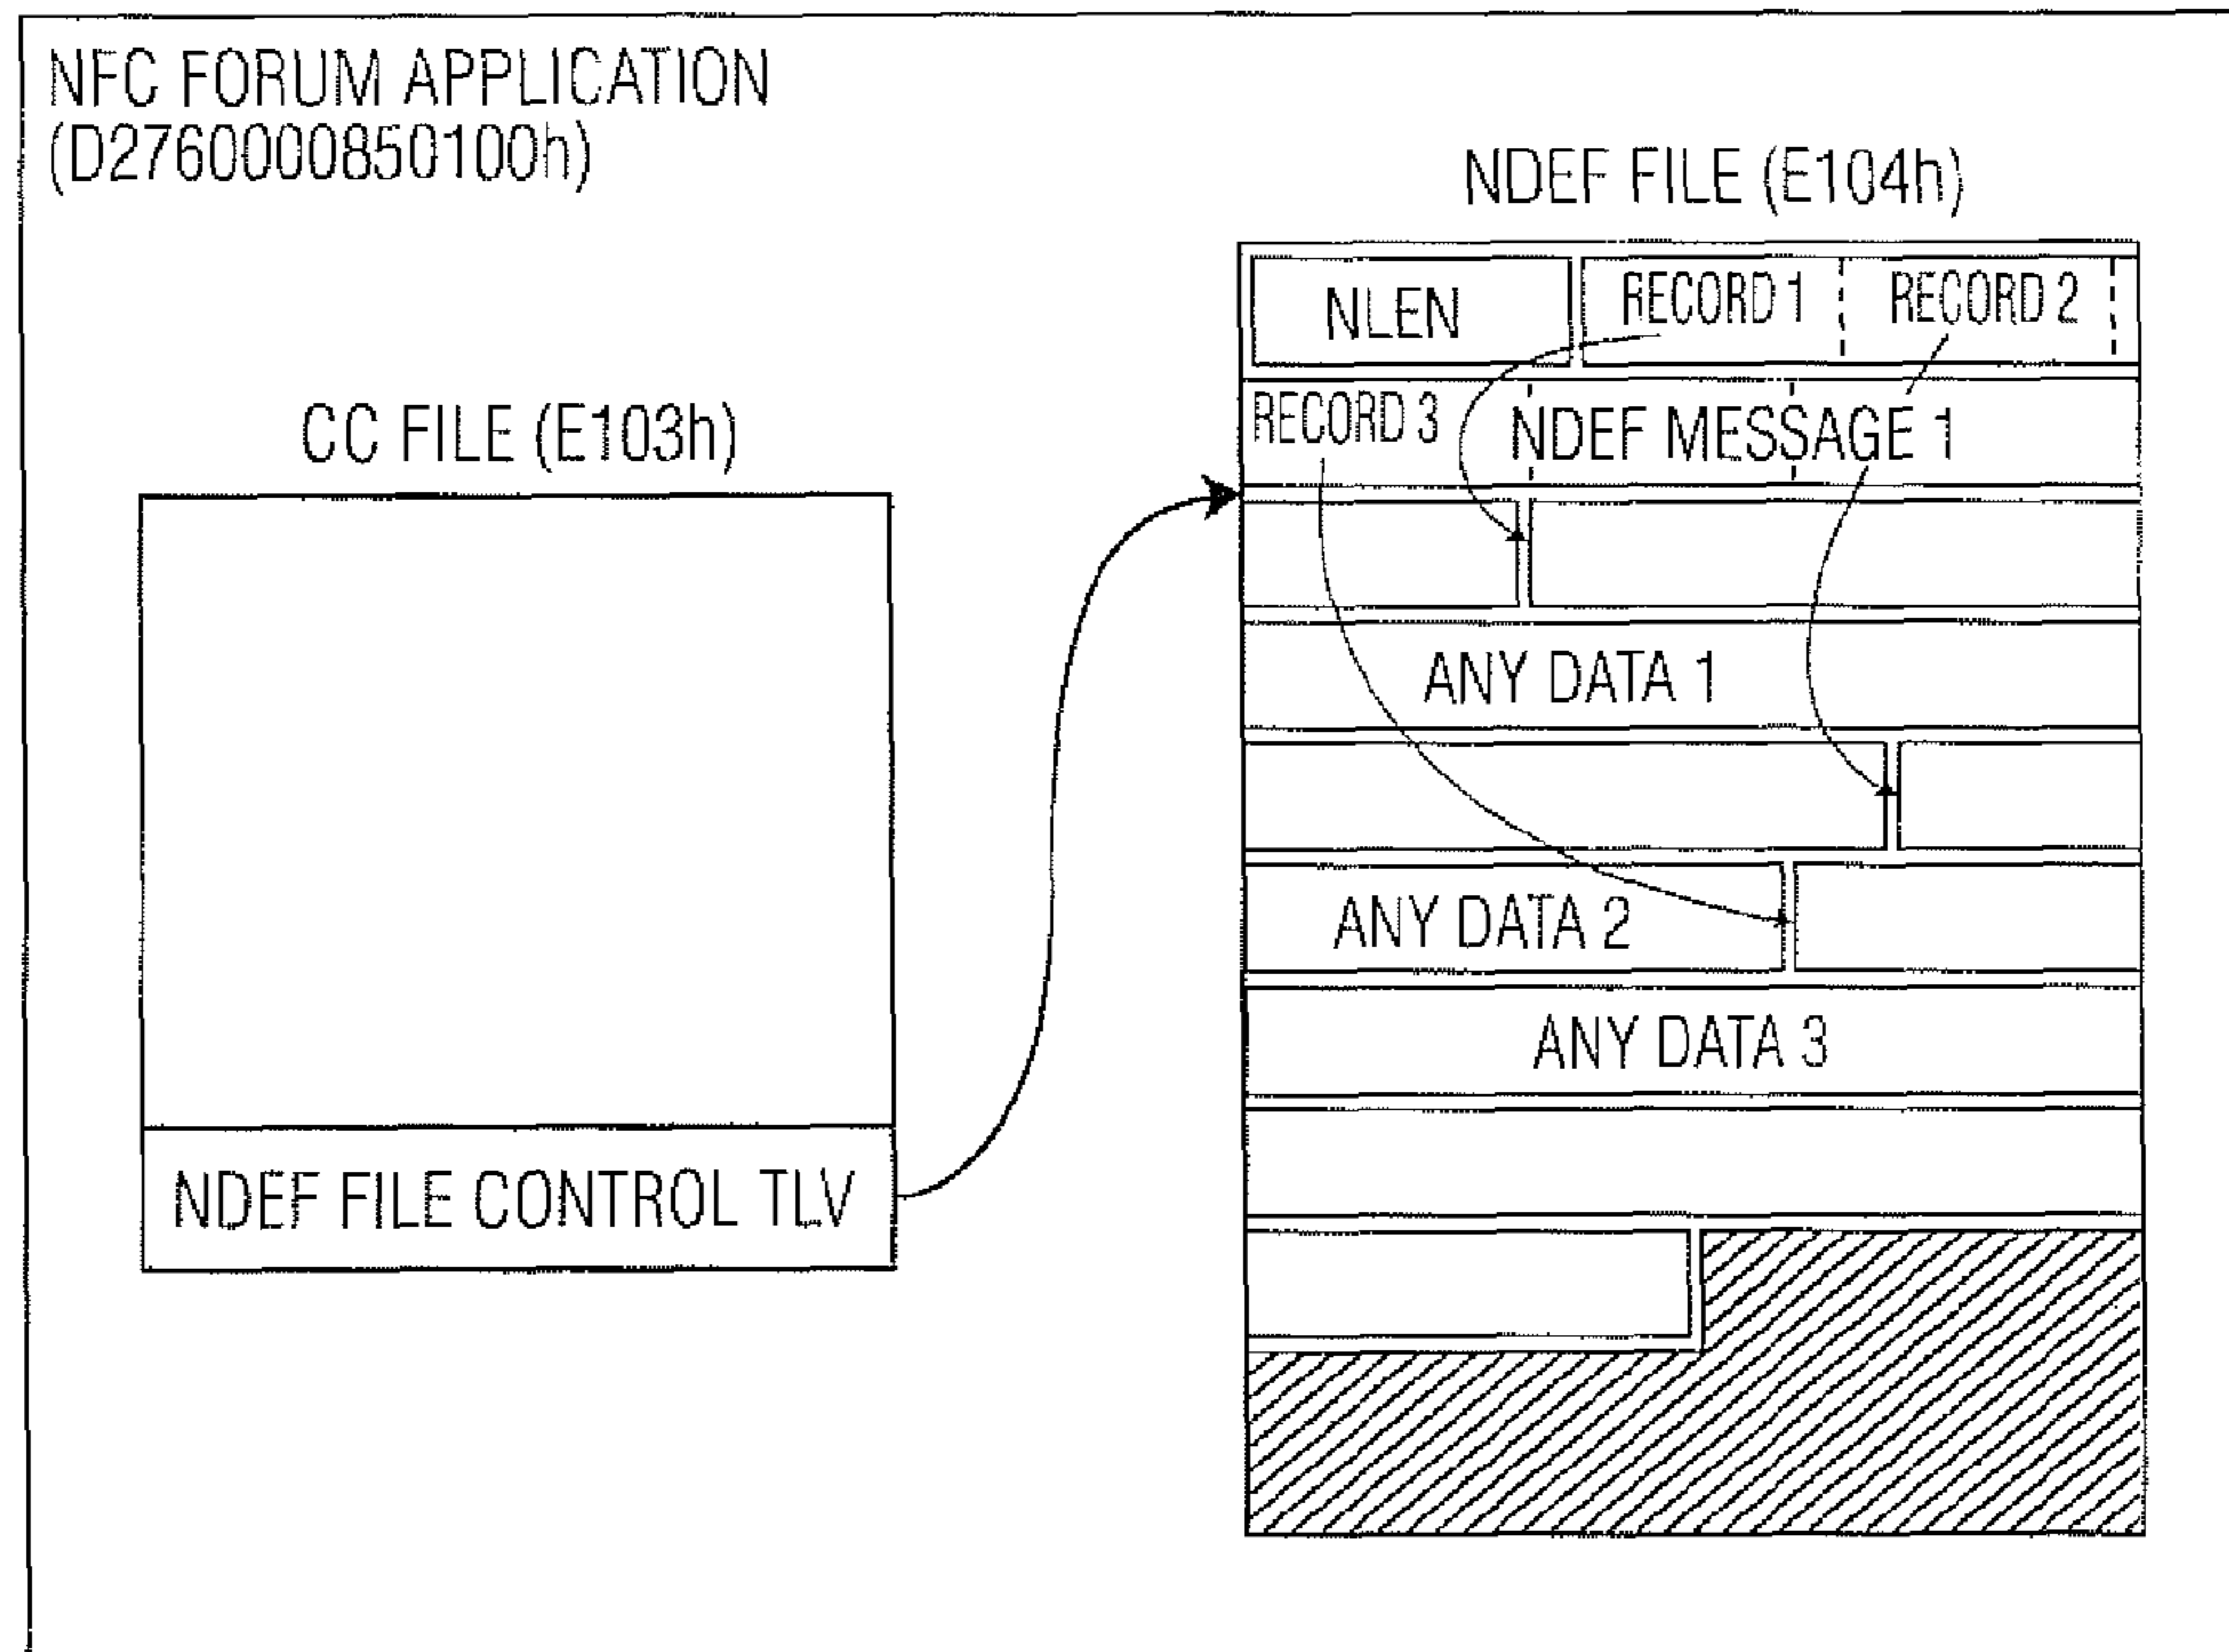 NFC FORUM APPLICATION
(D2760000850100h)
NDEF FILE (E104h)
NLEN
RECORD 1
RECORD 2
CC FILE (E103h)
RECORD 3
NDEF MESSAGE 1
ANY DATA 1
ANY DATA 2
ANY DATA 3
NDEF FILE CONTROL TLV